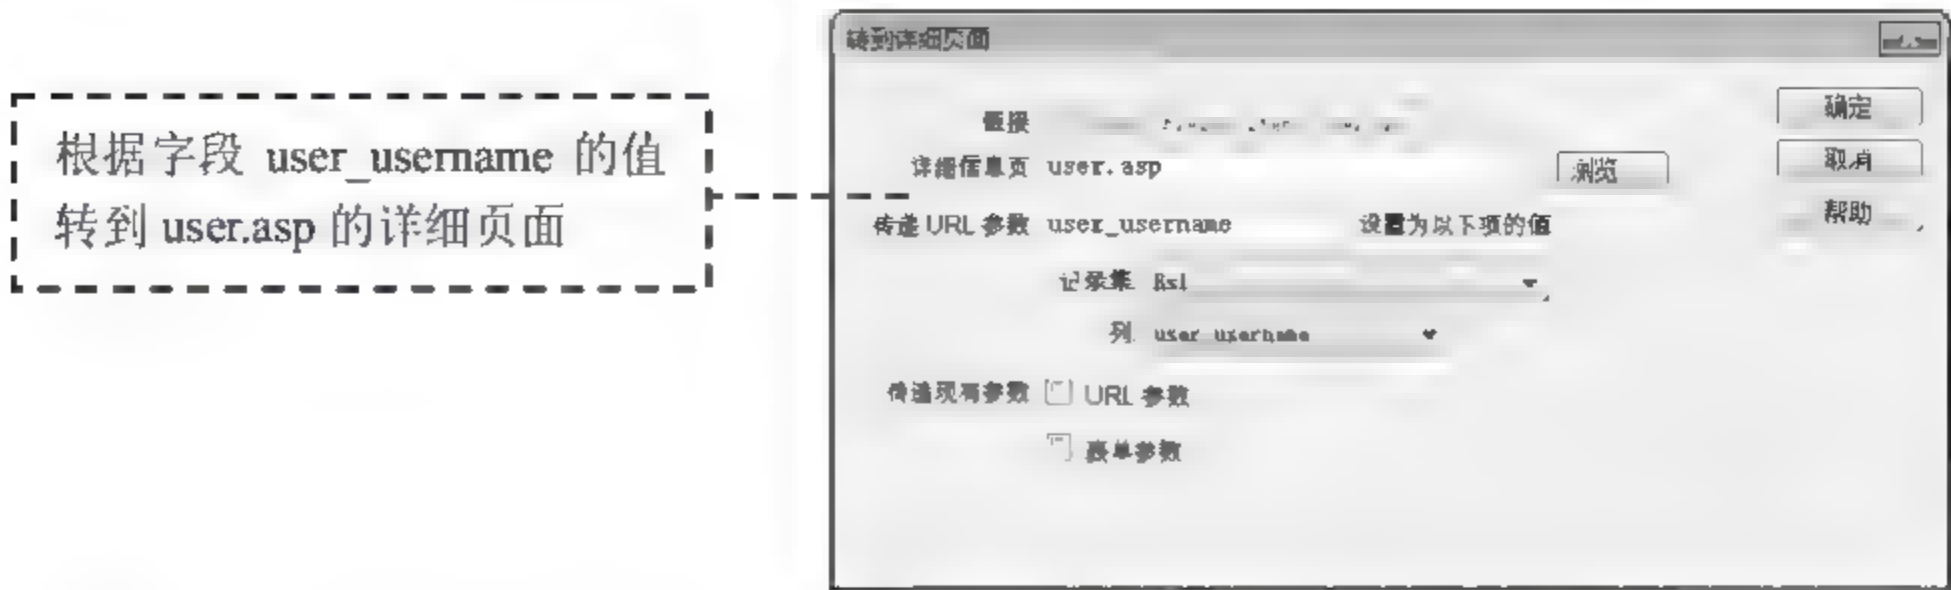 根据字段 user_username 的值
转到 user.asp 的详细页面
转到详细页面
确定
链接
详细信息页 user.asp 浏览
取消
传递 URL 参数 user_username 设置为以下项的值
帮助
记录集 Rs1
列 user_username
传递现有参数 URL 参数
表单参数